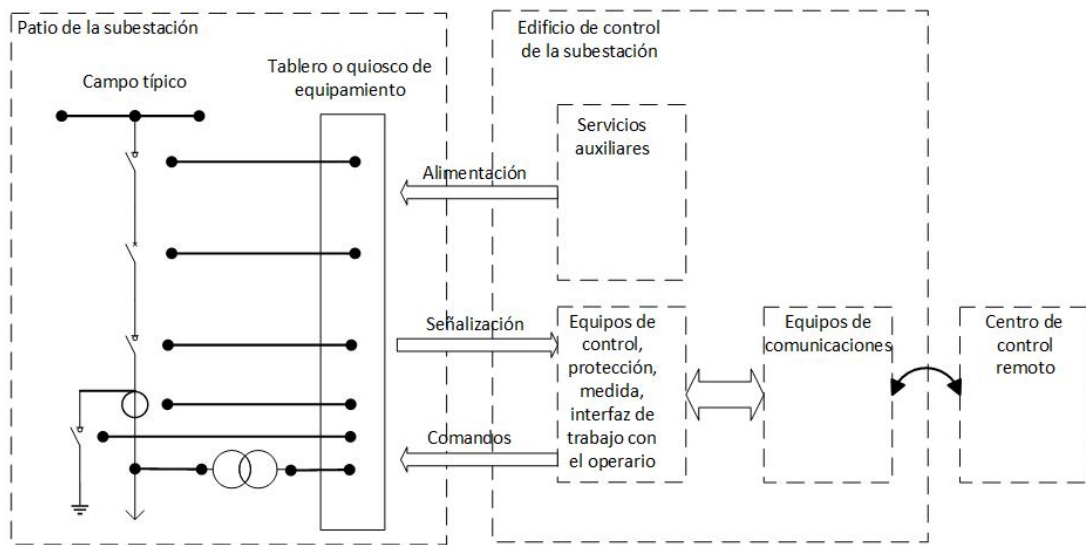 Patio de la subestación
Campo típico
Tablero o quiosco de
equipamiento
Edificio de control
de la subestación
Servicios
auxiliares
Alimentación
Señalización
Equipos de
control,
protección,
medida,
interfaz de
trabajo con
el operario
Comandos
Equipos de
comunicaciones
Centro de
control
remoto